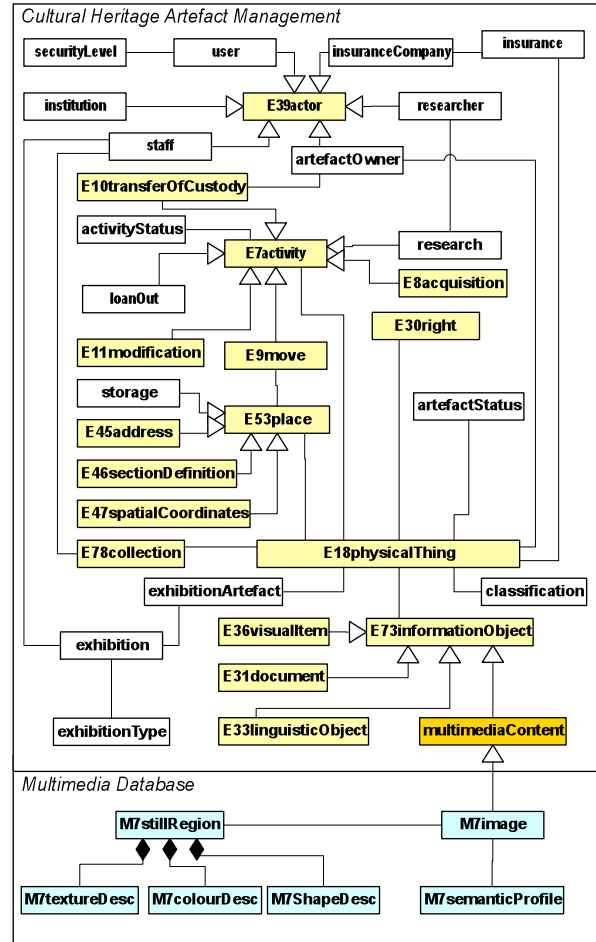 Cultural Heritage Artefact Management
securityLevel
user
insuranceCompany
insurance
institution
E39actor
researcher
staff
artefactOwner
E10transferOfCustody
activityStatus
E7activity
research
loanOut
E8acquisition
E30right
E11modification
E9move
storage
artefactStatus
E53place
E45address
E46sectionDefinition
E47spatialCoordinates
E78collection
E18physicalThing
exhibitionArtefact
classification
E36visualItem
E73informationObject
exhibition
E31document
exhibitionType
E33linguisticObject
multimediaContent
Multimedia Database
M7stillRegion
M7image
M7textureDesc
M7colourDesc
M7ShapeDesc
M7semanticProfile